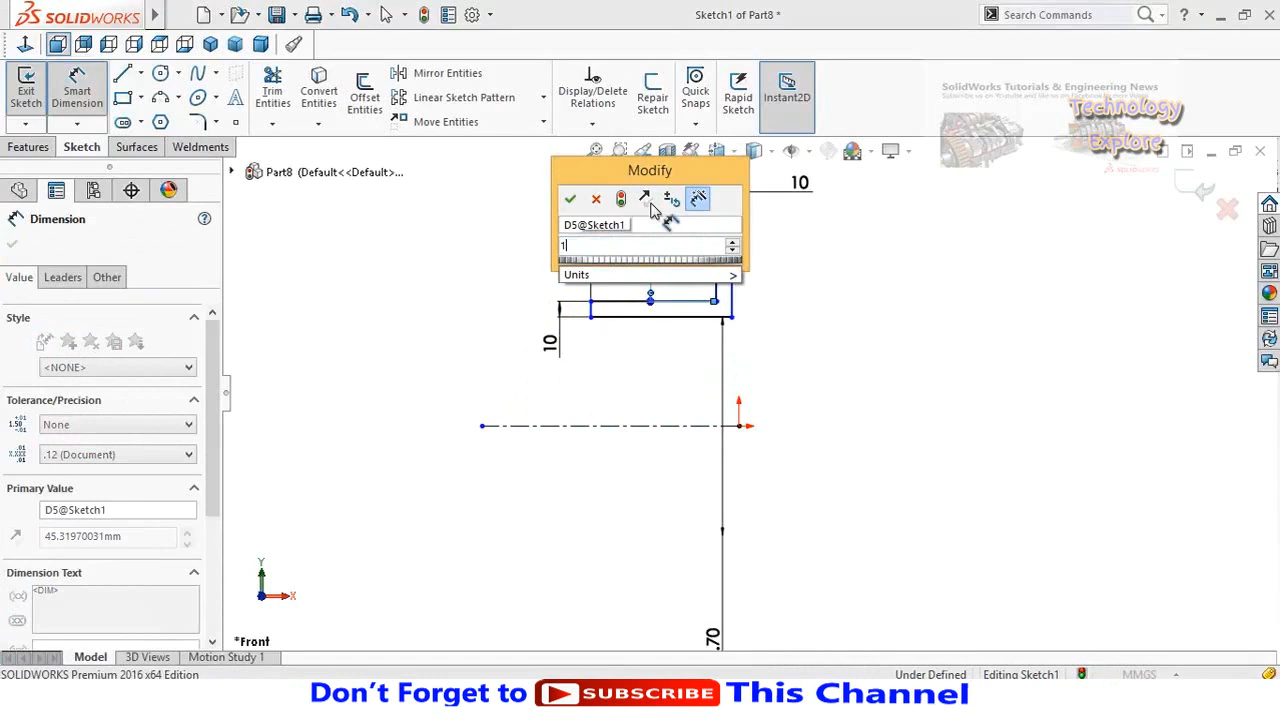 SOLIDWORKS
Sketch1 of Part8 *
Search Commands
?
Exit Sketch
Smart Dimension
Trim Entities
Convert Entities
Offset Entities
Mirror Entities
Linear Sketch Pattern
Move Entities
Display/Delete Relations
Repair Sketch
Quick Snaps
Rapid Sketch
Instant2D
SolidWorks Tutorials & Engineering News
Technology
Explore
Features
Sketch
Surfaces
Weldments
Part8 (Default<<Default>...
Dimension
Value
Leaders
Other
Style
<NONE>
Tolerance/Precision
None
.12 (Document)
Primary Value
D5@Sketch1
45.31970031mm
Dimension Text
<DIM>
Modify
D5@Sketch1
1
Units
>
10
10
.70
Y
X
*Front
Model
3D Views
Motion Study 1
SOLIDWORKS Premium 2016 x64 Edition
Under Defined
Editing Sketch1
MMGS
Don't Forget to SUBSCRIBE This Channel